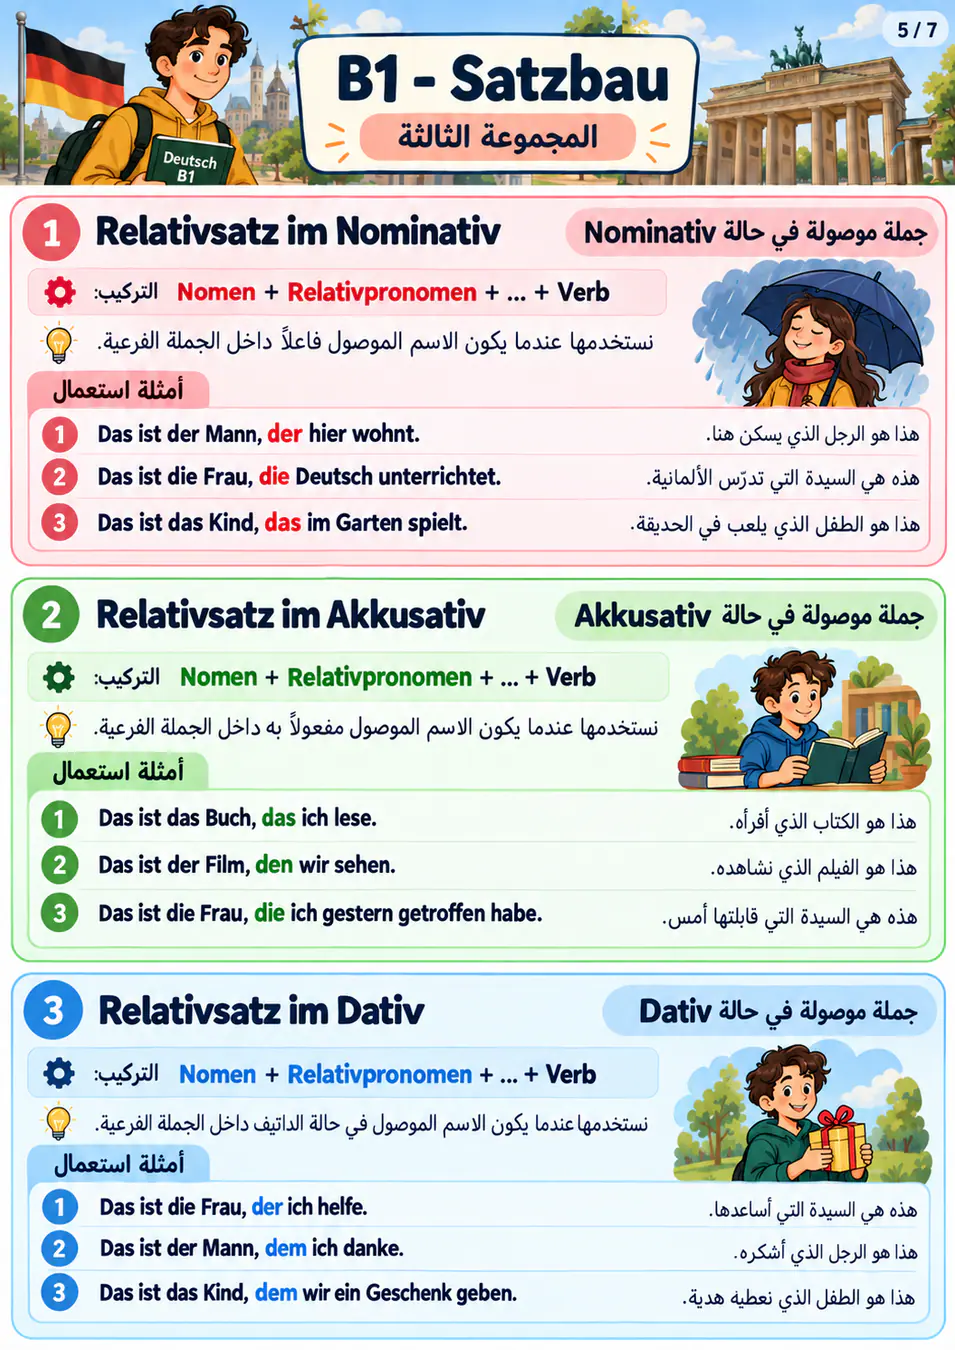 5 / 7
B1 - Satzbau
المجموعة الثالثة
Deutsch
B1
1 Relativsatz im Nominativ
جملة موصولة في حالة Nominativ
التركيب: Nomen + Relativpronomen + ... + Verb
نستخدمها عندما يكون الاسم الموصول فاعلاً داخل الجملة الفرعية.
أمثلة استعمال
1 Das ist der Mann, der hier wohnt. هذا هو الرجل الذي يسكن هنا.
2 Das ist die Frau, die Deutsch unterrichtet. هذه هي السيدة التي تدرّس الألمانية.
3 Das ist das Kind, das im Garten spielt. هذا هو الطفل الذي يلعب في الحديقة.
2 Relativsatz im Akkusativ
جملة موصولة في حالة Akkusativ
التركيب: Nomen + Relativpronomen + ... + Verb
نستخدمها عندما يكون الاسم الموصول مفعولاً به داخل الجملة الفرعية.
أمثلة استعمال
1 Das ist das Buch, das ich lese. هذا هو الكتاب الذي أقرأه.
2 Das ist der Film, den wir sehen. هذا هو الفيلم الذي نشاهده.
3 Das ist die Frau, die ich gestern getroffen habe. هذه هي السيدة التي قابلتها أمس.
3 Relativsatz im Dativ
جملة موصولة في حالة Dativ
التركيب: Nomen + Relativpronomen + ... + Verb
نستخدمها عندما يكون الاسم الموصول في حالة الداتيف داخل الجملة الفرعية.
أمثلة استعمال
1 Das ist die Frau, der ich helfe. هذه هي السيدة التي أساعدها.
2 Das ist der Mann, dem ich danke. هذا هو الرجل الذي أشكره.
3 Das ist das Kind, dem wir ein Geschenk geben. هذا هو الطفل الذي نعطيه هدية.